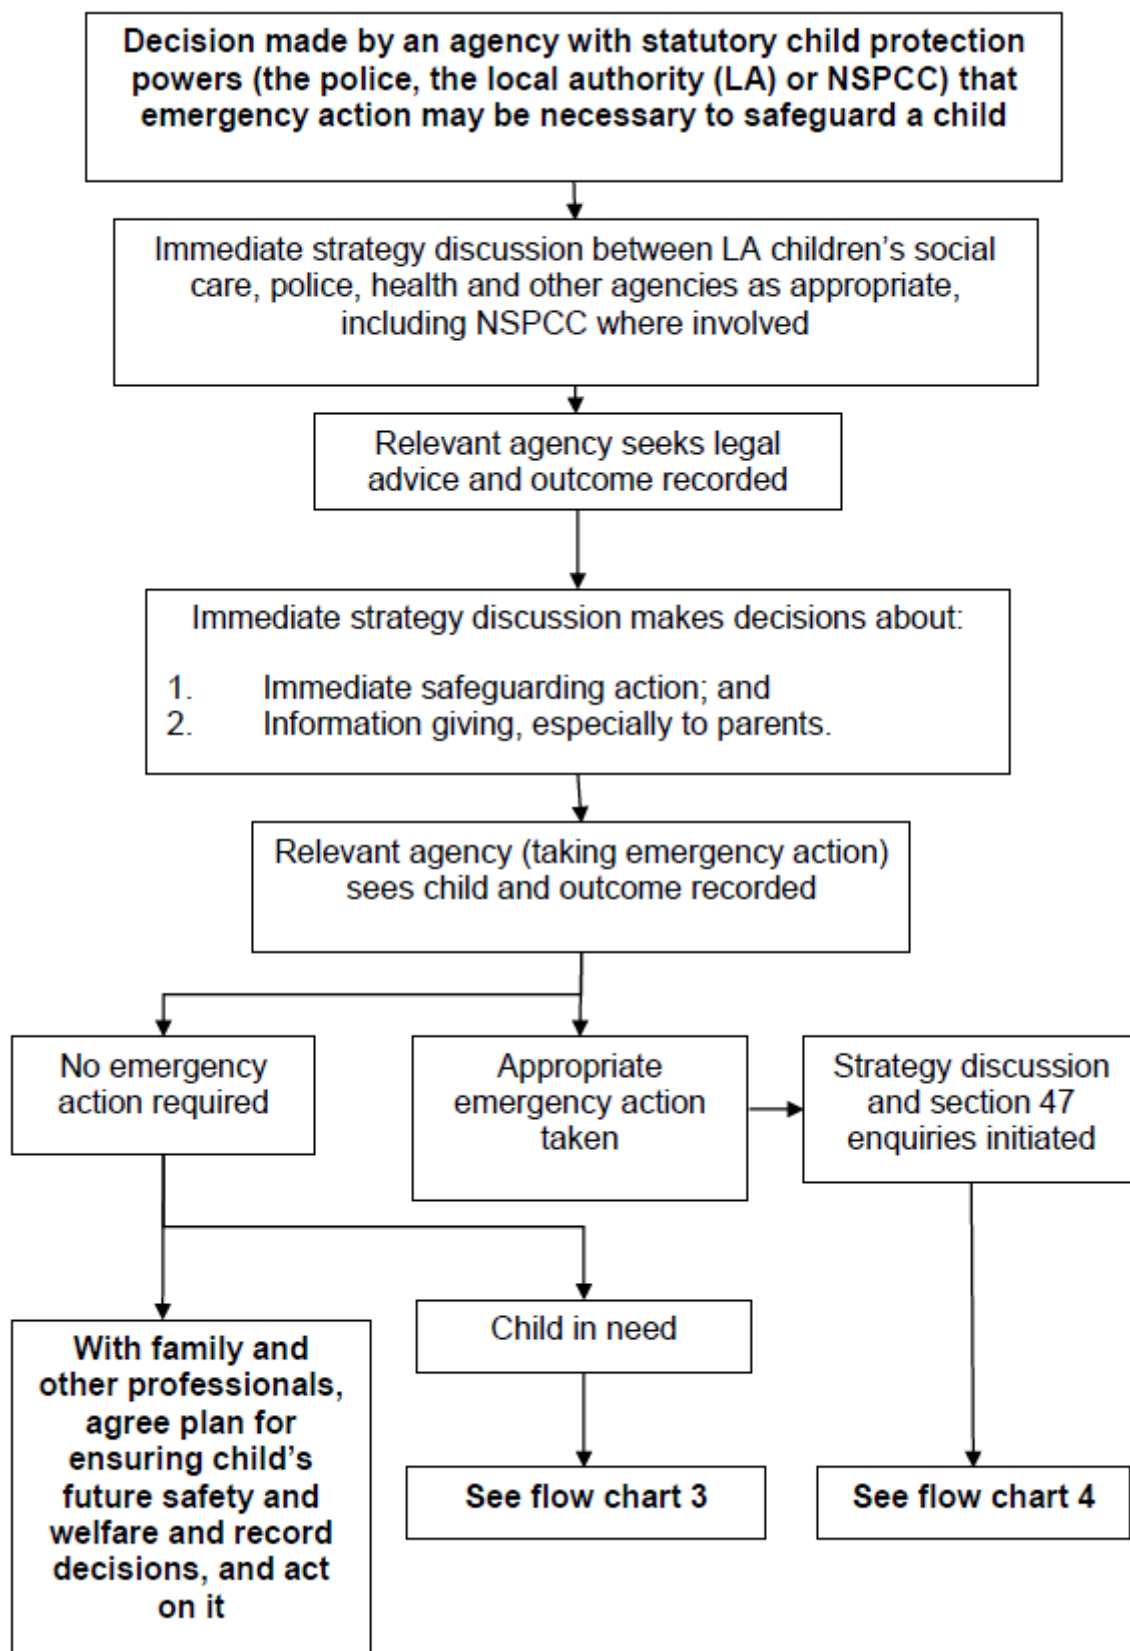 Decision made by an agency with statutory child protection
powers (the police, the local authority (LA) or NSPCC) that
emergency action may be necessary to safeguard a child
Immediate strategy discussion between LA children’s social
care, police, health and other agencies as appropriate,
including NSPCC where involved
Relevant agency seeks legal
advice and outcome recorded
Immediate strategy discussion makes decisions about:
1. Immediate safeguarding action; and
2. Information giving, especially to parents.
Relevant agency (taking emergency action)
sees child and outcome recorded
No emergency
action required
Appropriate
emergency action
taken
Strategy discussion
and section 47
enquiries initiated
With family and
other professionals,
agree plan for
ensuring child’s
future safety and
welfare and record
decisions, and act
on it
Child in need
See flow chart 3
See flow chart 4